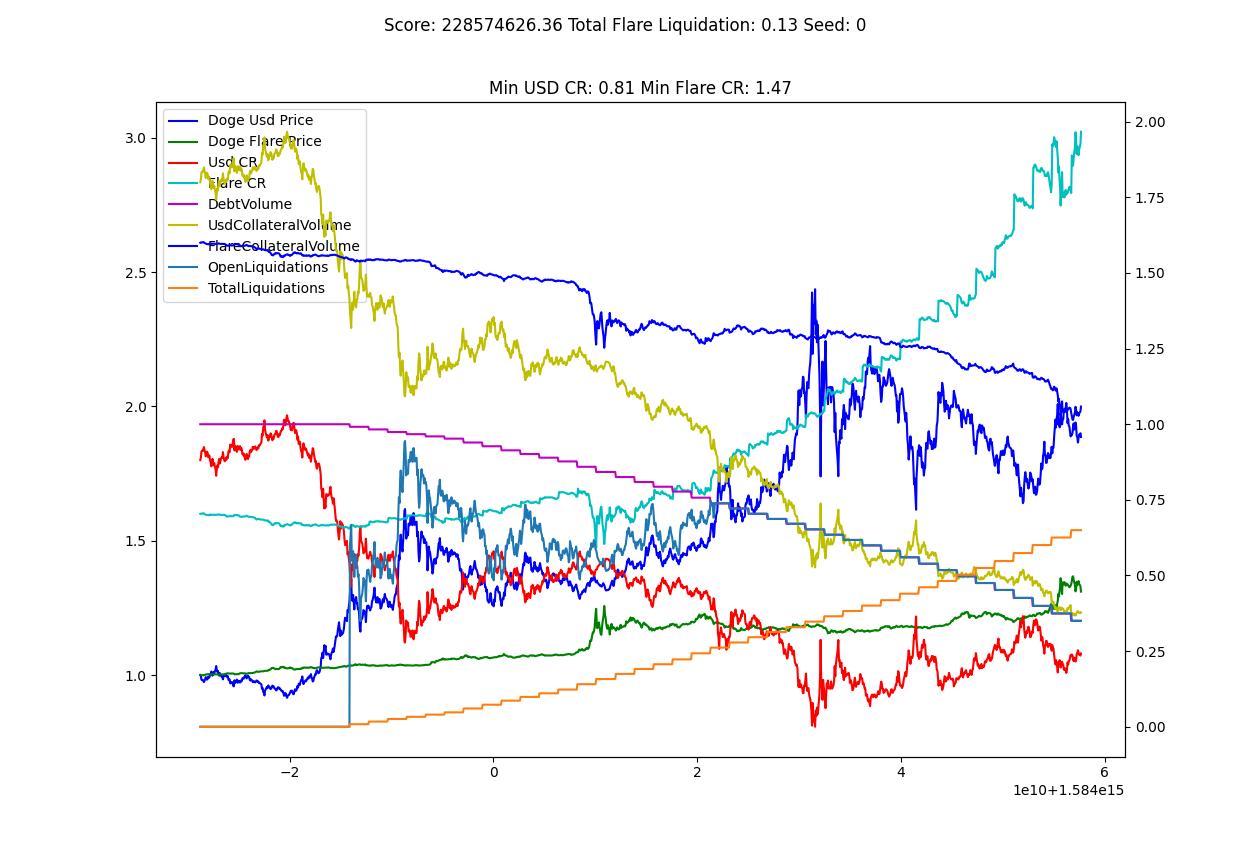 Score: 228574626.36 Total Flare Liquidation: 0.13 Seed: 0
Min USD CR: 0.81 Min Flare CR: 1.47
Doge Usd Price
Doge Flare Price
Usd CR
Flare CR
DebtVolume
UsdCollateralVolume
FlareCollateralVolume
OpenLiquidations
TotalLiquidations
3.0
2.5
2.0
1.5
1.0
2.00
1.75
1.50
1.25
1.00
0.75
0.50
0.25
0.00
−2 0 2 4 6
1e10+1.584e15